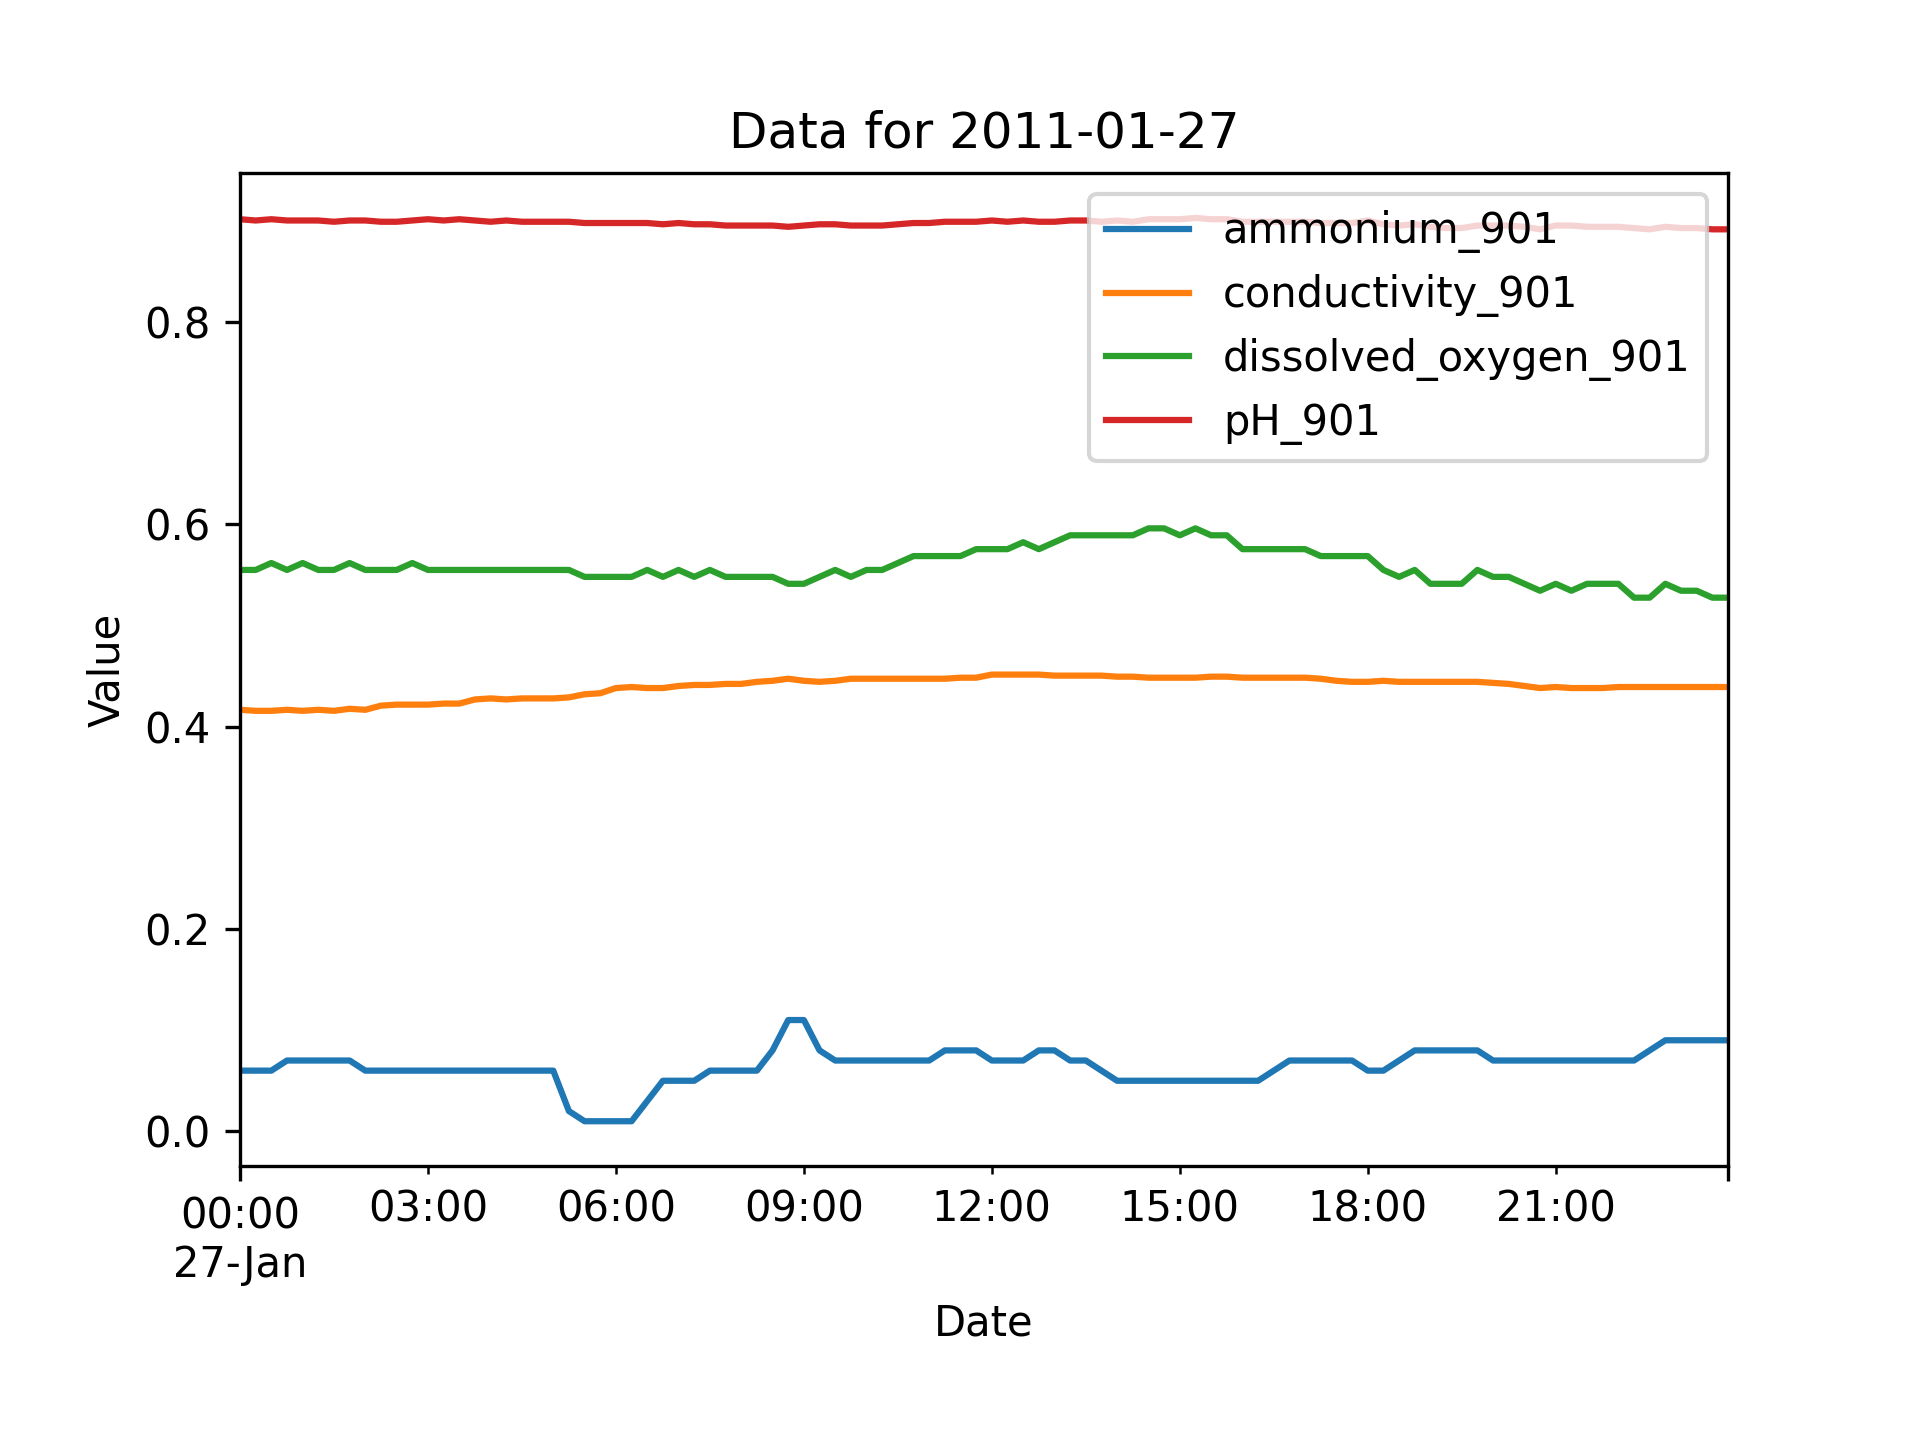 Data for 2011-01-27
ammonium_901
conductivity_901
dissolved_oxygen_901
pH_901
Value
0.8
0.6
0.4
0.2
0.0
00:00
27-Jan
03:00
06:00
09:00
12:00
15:00
18:00
21:00
Date